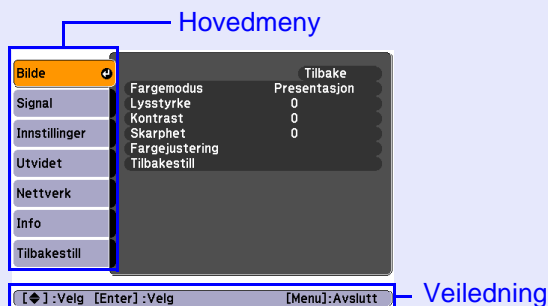 Hovedmeny
Bilde
Signal
Innstillinger
Utvidet
Nettverk
Info
Tilbakestill
Tilbake
Fargemodus Presentasjon
Lysstyrke 0
Kontrast 0
Skarphet 0
Fargejustering
Tilbakestill
[ ] :Velg [Enter] :Velg [Menu]:Avslutt
Veiledning